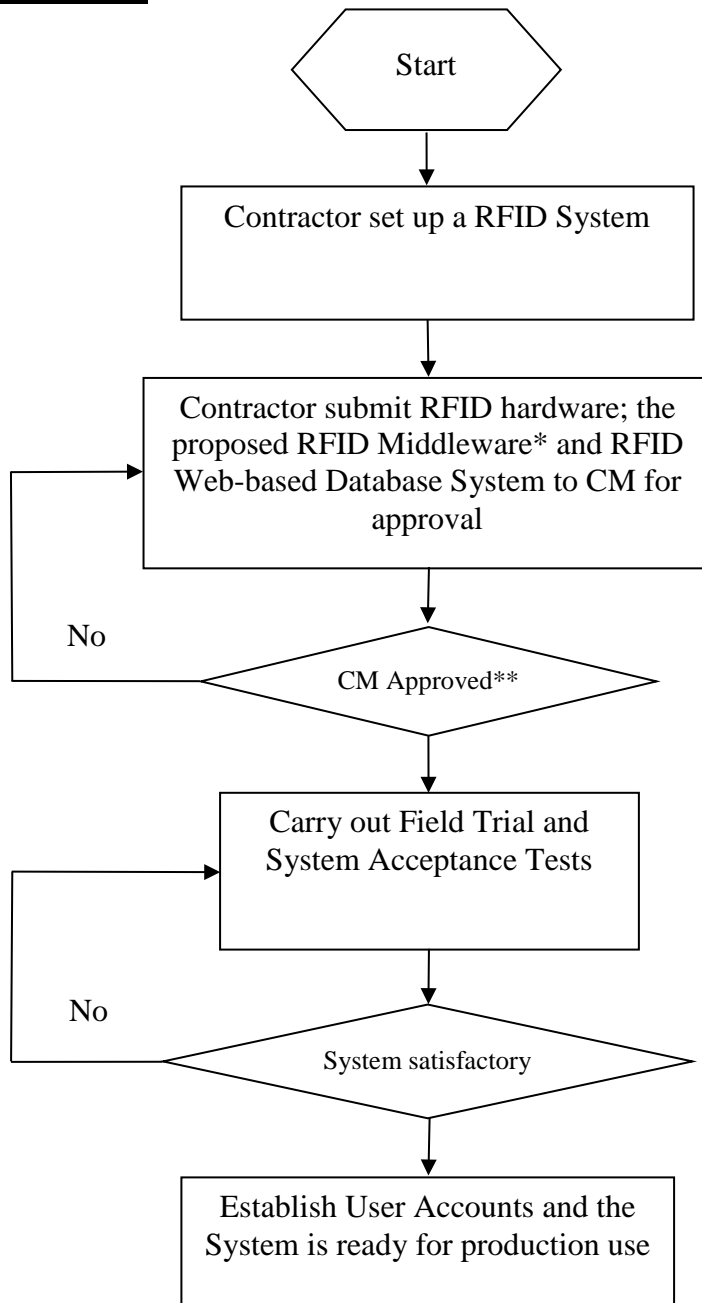 Start
Contractor set up a RFID System
Contractor submit RFID hardware; the
proposed RFID Middleware* and RFID
Web-based Database System to CM for
approval
No
CM Approved**
Carry out Field Trial and
System Acceptance Tests
No
System satisfactory
Establish User Accounts and the
System is ready for production use